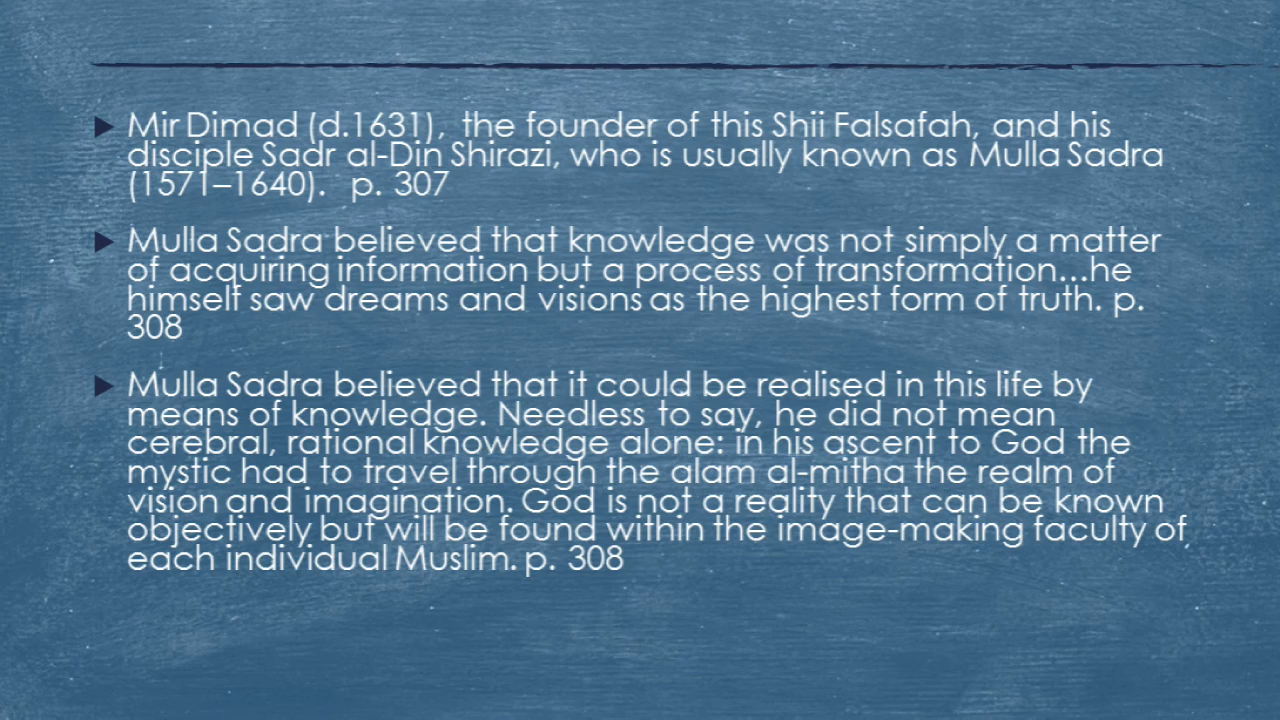 Mir Dimad (d.1631), the founder of this Shii Falsafah, and his
disciple Sadr al-Din Shirazi, who is usually known as Mulla Sadra
(1571–1640). p. 307
Mulla Sadra believed that knowledge was not simply a matter
of acquiring information but a process of transformation…he
himself saw dreams and visions as the highest form of truth. p.
308
Mulla Sadra believed that it could be realised in this life by
means of knowledge. Needless to say, he did not mean
cerebral, rational knowledge alone: in his ascent to God the
mystic had to travel through the alam al-mitha the realm of
vision and imagination. God is not a reality that can be known
objectively but will be found within the image-making faculty of
each individual Muslim. p. 308